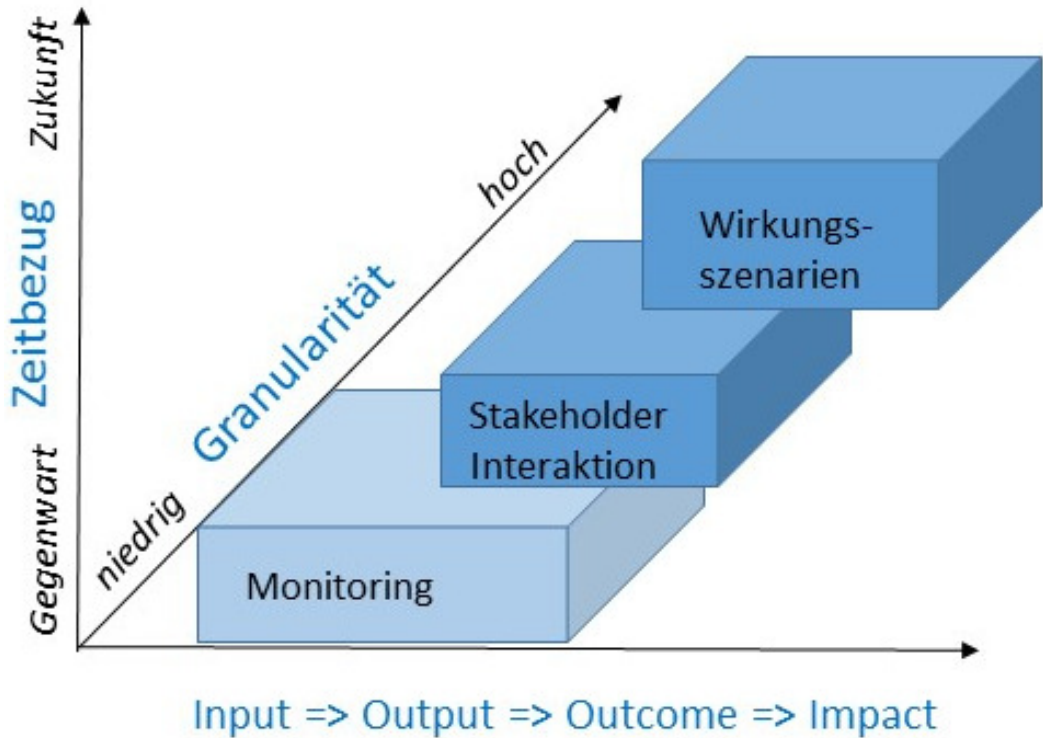 Zukunft
Zeitbezug
Gegenwart
hoch
Granularität
niedrig
Wirkungs-
szenarien
Stakeholder
Interaktion
Monitoring
Input => Output => Outcome => Impact